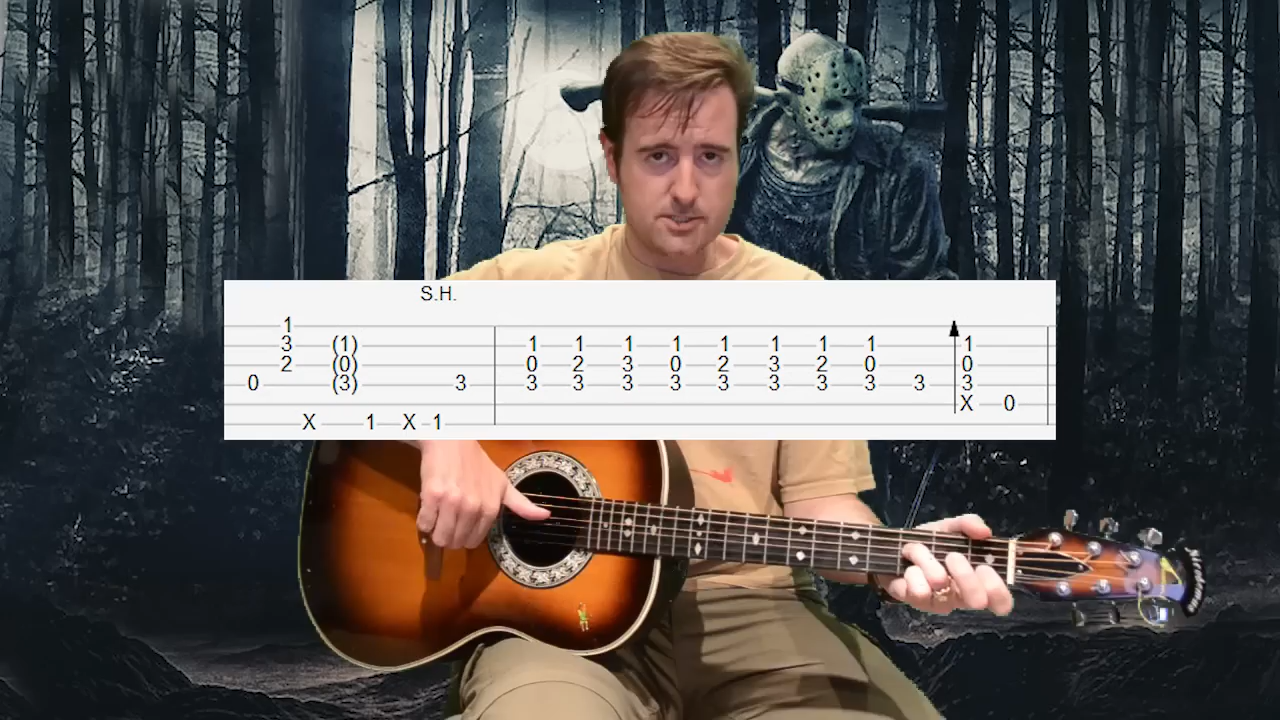 S.H.
1
3 (1) 1 1 1 1 1 1 1 1 1
2 (0) 0 2 3 0 2 3 2 0 0
0 (3) 3 3 3 3 3 3 3 3 3 3 3
X 0
X 1 X 1